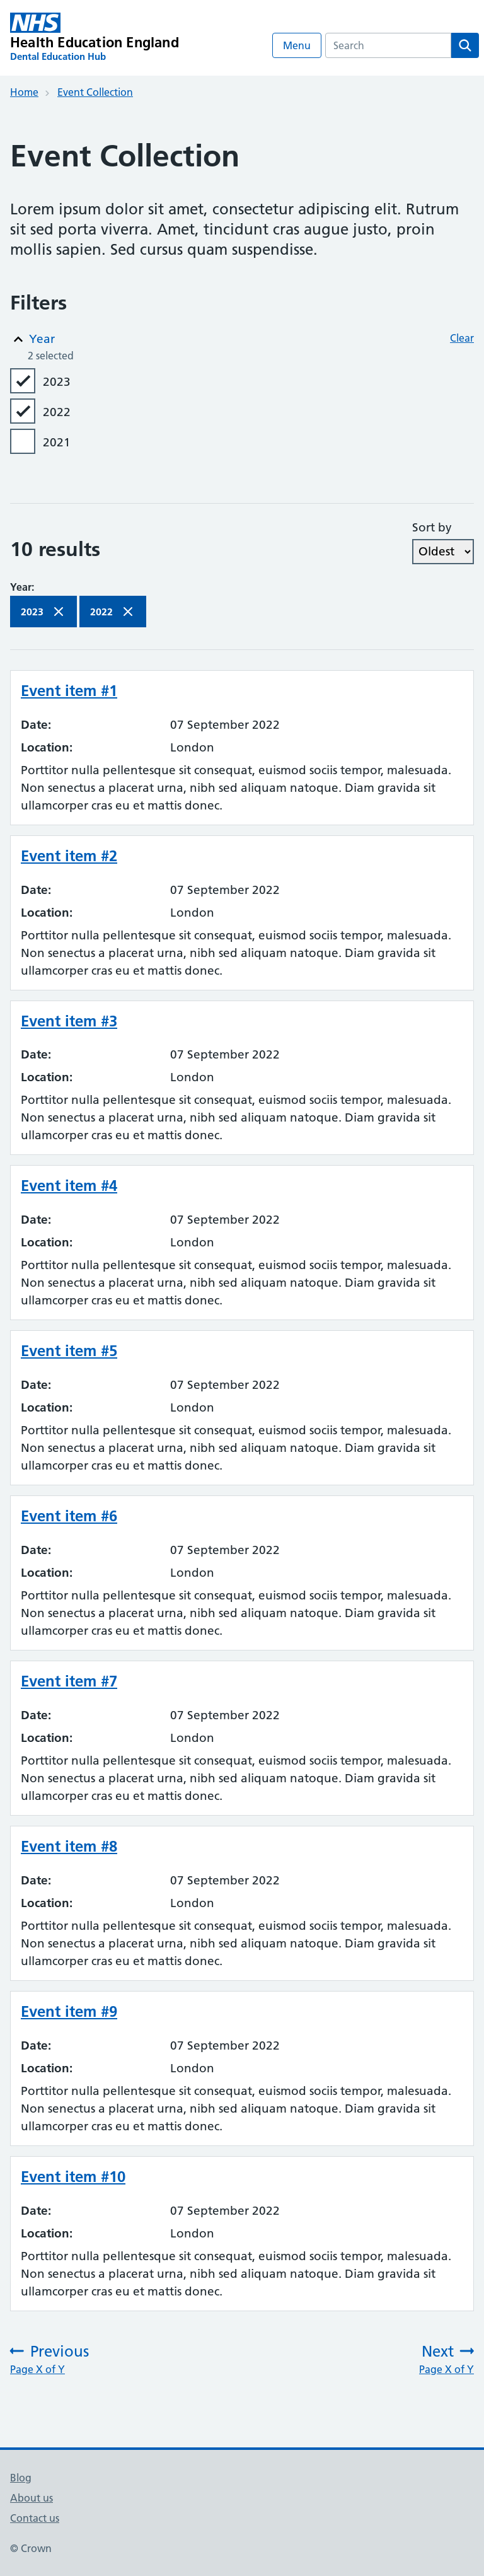 NHS
Health Education England
Dental Education Hub
Menu
Search
Home
Event Collection
Event Collection
Lorem ipsum dolor sit amet, consectetur adipiscing elit. Rutrum
sit sed porta viverra. Amet, tincidunt cras augue justo, proin
mollis sapien. Sed cursus quam suspendisse.
Filters
Year
Clear
2 selected
2023
2022
2021
Sort by
10 results
Oldest
Year:
2023
2022
Event item #1
Date: 07 September 2022
Location: London
Porttitor nulla pellentesque sit consequat, euismod sociis tempor, malesuada.
Non senectus a placerat urna, nibh sed aliquam natoque. Diam gravida sit
ullamcorper cras eu et mattis donec.
Event item #2
Date: 07 September 2022
Location: London
Porttitor nulla pellentesque sit consequat, euismod sociis tempor, malesuada.
Non senectus a placerat urna, nibh sed aliquam natoque. Diam gravida sit
ullamcorper cras eu et mattis donec.
Event item #3
Date: 07 September 2022
Location: London
Porttitor nulla pellentesque sit consequat, euismod sociis tempor, malesuada.
Non senectus a placerat urna, nibh sed aliquam natoque. Diam gravida sit
ullamcorper cras eu et mattis donec.
Event item #4
Date: 07 September 2022
Location: London
Porttitor nulla pellentesque sit consequat, euismod sociis tempor, malesuada.
Non senectus a placerat urna, nibh sed aliquam natoque. Diam gravida sit
ullamcorper cras eu et mattis donec.
Event item #5
Date: 07 September 2022
Location: London
Porttitor nulla pellentesque sit consequat, euismod sociis tempor, malesuada.
Non senectus a placerat urna, nibh sed aliquam natoque. Diam gravida sit
ullamcorper cras eu et mattis donec.
Event item #6
Date: 07 September 2022
Location: London
Porttitor nulla pellentesque sit consequat, euismod sociis tempor, malesuada.
Non senectus a placerat urna, nibh sed aliquam natoque. Diam gravida sit
ullamcorper cras eu et mattis donec.
Event item #7
Date: 07 September 2022
Location: London
Porttitor nulla pellentesque sit consequat, euismod sociis tempor, malesuada.
Non senectus a placerat urna, nibh sed aliquam natoque. Diam gravida sit
ullamcorper cras eu et mattis donec.
Event item #8
Date: 07 September 2022
Location: London
Porttitor nulla pellentesque sit consequat, euismod sociis tempor, malesuada.
Non senectus a placerat urna, nibh sed aliquam natoque. Diam gravida sit
ullamcorper cras eu et mattis donec.
Event item #9
Date: 07 September 2022
Location: London
Porttitor nulla pellentesque sit consequat, euismod sociis tempor, malesuada.
Non senectus a placerat urna, nibh sed aliquam natoque. Diam gravida sit
ullamcorper cras eu et mattis donec.
Event item #10
Date: 07 September 2022
Location: London
Porttitor nulla pellentesque sit consequat, euismod sociis tempor, malesuada.
Non senectus a placerat urna, nibh sed aliquam natoque. Diam gravida sit
ullamcorper cras eu et mattis donec.
Previous
Page X of Y
Next
Page X of Y
Blog
About us
Contact us
© Crown